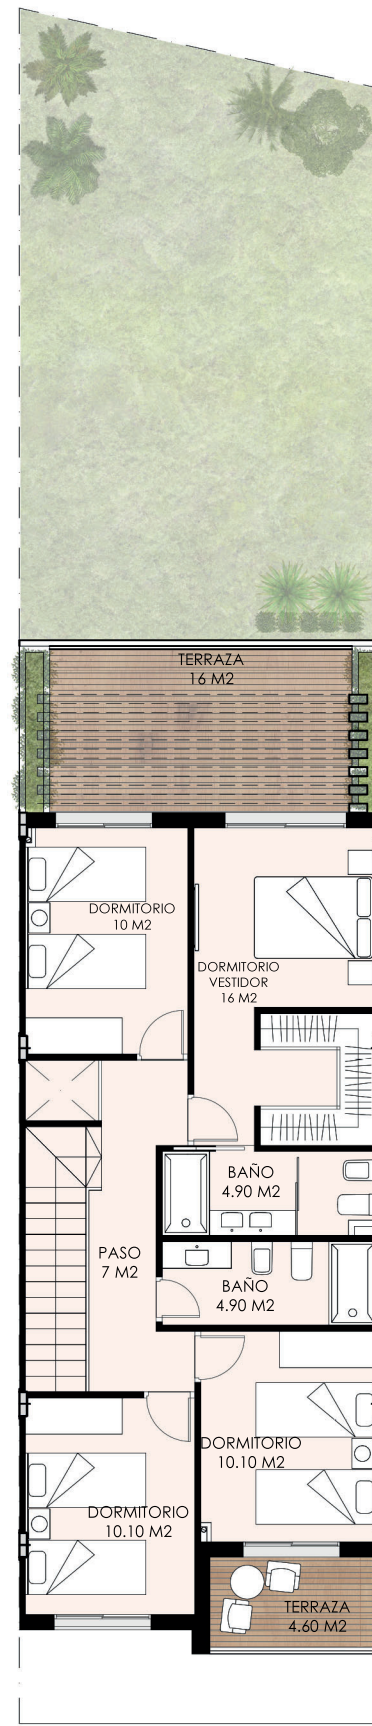 TERRAZA
16 M2
DORMITORIO
10 M2
DORMITORIO
VESTIDOR
16 M2
BAÑO
4.90 M2
PASO
7 M2
BAÑO
4.90 M2
DORMITORIO
10.10 M2
DORMITORIO
10.10 M2
TERRAZA
4.60 M2